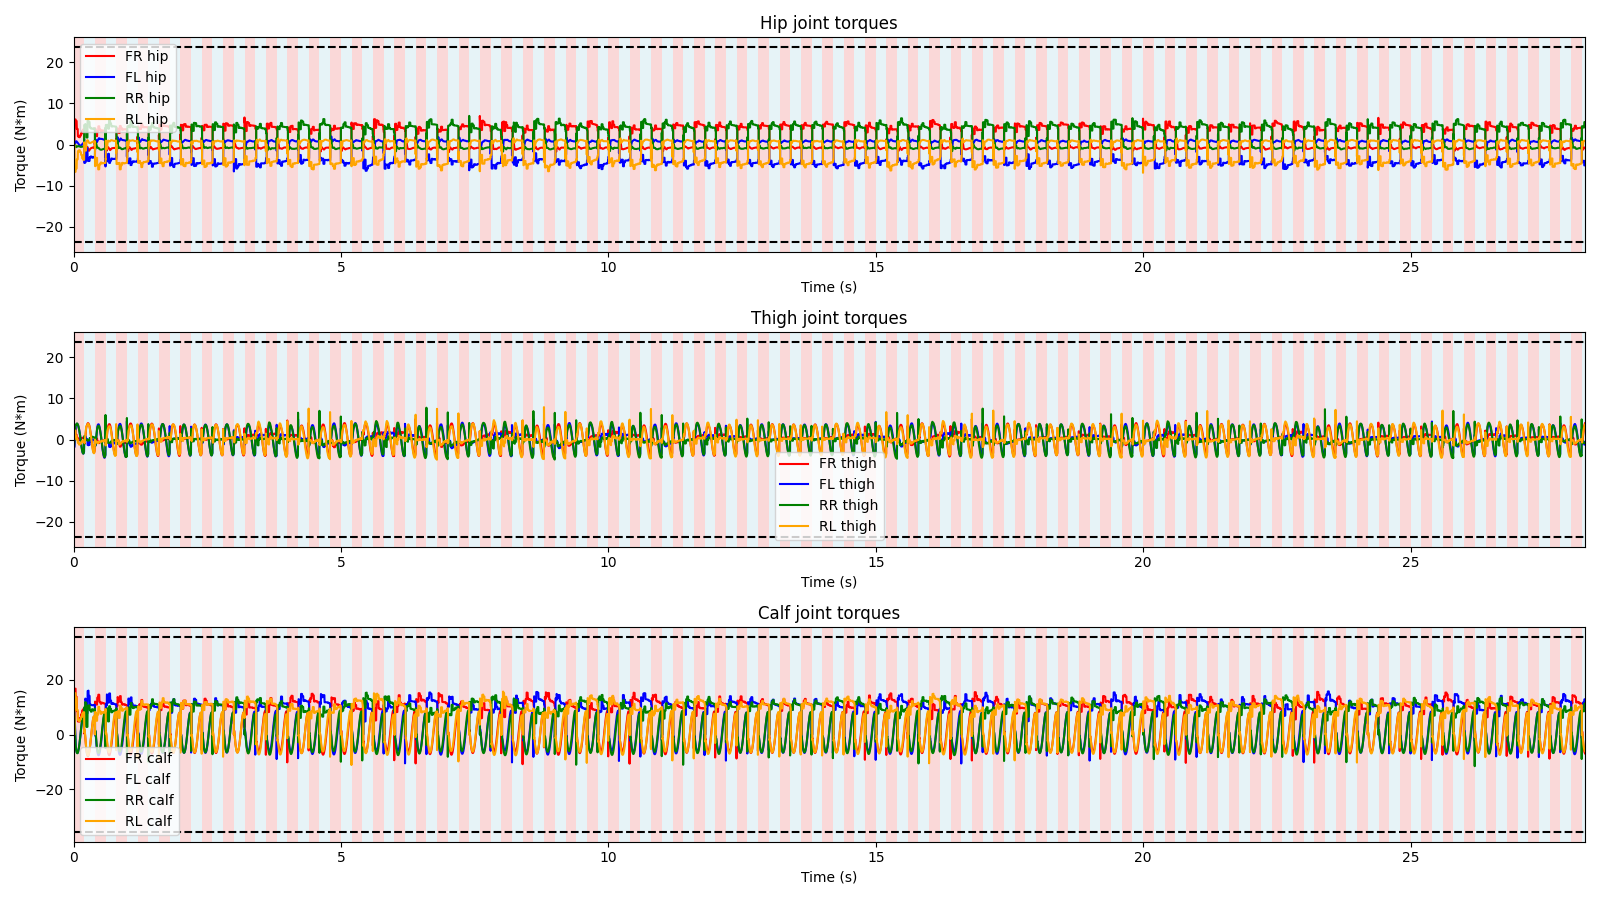 Hip joint torques
20
10
0
−10
−20
Torque (N*m)
FR hip
FL hip
RR hip
RL hip
0 5 10 15 20 25
Time (s)
Thigh joint torques
20
10
0
−10
−20
Torque (N*m)
FR thigh
FL thigh
RR thigh
RL thigh
0 5 10 15 20 25
Time (s)
Calf joint torques
20
0
−20
Torque (N*m)
FR calf
FL calf
RR calf
RL calf
0 5 10 15 20 25
Time (s)